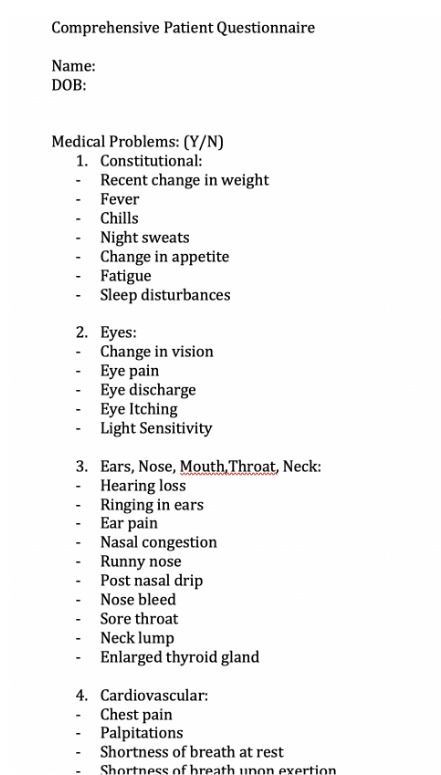 Comprehensive Patient Questionnaire
Name:
DOB:
Medical Problems: (Y/N)
1. Constitutional:
- Recent change in weight
- Fever
- Chills
- Night sweats
- Change in appetite
- Fatigue
- Sleep disturbances
2. Eyes:
- Change in vision
- Eye pain
- Eye discharge
- Eye Itching
- Light Sensitivity
3. Ears, Nose, Mouth,Throat, Neck:
- Hearing loss
- Ringing in ears
- Ear pain
- Nasal congestion
- Runny nose
- Post nasal drip
- Nose bleed
- Sore throat
- Neck lump
- Enlarged thyroid gland
4. Cardiovascular:
- Chest pain
- Palpitations
- Shortness of breath at rest
- Shortness of breath upon exertion